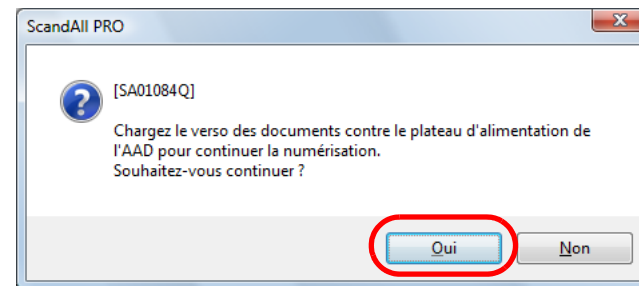 ScandAll PRO
[SA01084Q]
Chargez le verso des documents contre le plateau d'alimentation de
l'AAD pour continuer la numérisation.
Souhaitez-vous continuer ?
Oui Non